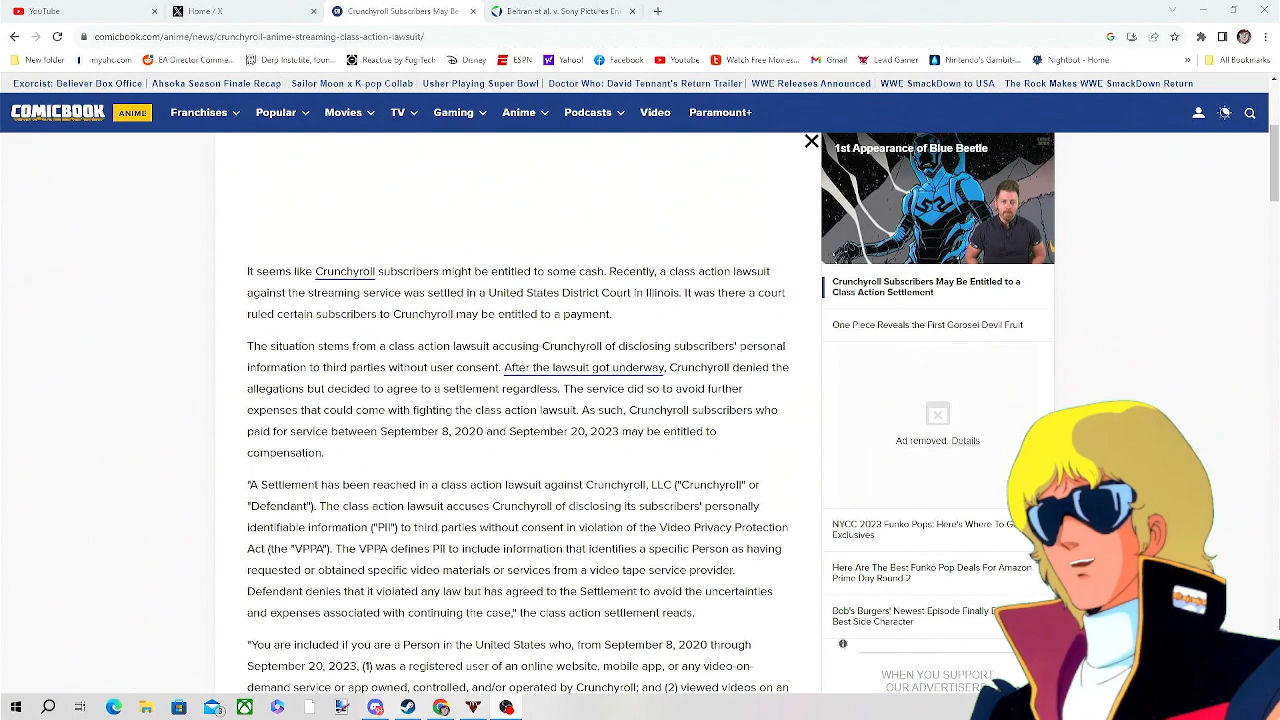 YouTube
Home / X
Crunchyroll Subscribers May Be
Beltran et al. v. Sony Pictures Ent
comicbook.com/anime/news/crunchyroll-anime-streaming-class-action-lawsuit/
New folder
myuhc.com
EA Director Comme...
Derp Institute, foun...
Reactive by FugiTech
Disney
ESPN
Yahoo!
Facebook
Youtube
Watch Free Movies...
Gmail
Lewd Gamer
Nintendo's Gambit-...
Nightbot - Home
»
All Bookmarks
Exorcist: Believer Box Office | Ahsoka Season Finale Recap | Sailor Moon x K-pop Collab | Usher Playing Super Bowl | Doctor Who: David Tennant's Return Trailer | WWE Releases Announced | WWE SmackDown to USA | The Rock Makes WWE SmackDown Return
COMICBOOK ANIME Franchises Popular Movies TV Gaming Anime Podcasts Video Paramount+
1st Appearance of Blue Beetle
It seems like Crunchyroll subscribers might be entitled to some cash. Recently, a class action lawsuit
against the streaming service was settled in a United States District Court in Illinois. It was there a court
ruled certain subscribers to Crunchyroll may be entitled to a payment.
The situation stems from a class action lawsuit accusing Crunchyroll of disclosing subscribers' personal
information to third parties without user consent. After the lawsuit got underway, Crunchyroll denied the
allegations but decided to agree to a settlement regardless. The service did so to avoid further
expenses that could come with fighting the class action lawsuit. As such, Crunchyroll subscribers who
paid for service between September 8, 2020 and September 20, 2023 may be entitled to
compensation.
"A Settlement has been reached in a class action lawsuit against Crunchyroll, LLC ("Crunchyroll" or
"Defendant"). The class action lawsuit accuses Crunchyroll of disclosing its subscribers' personally
identifiable information ("PII") to third parties without consent in violation of the Video Privacy Protection
Act (the "VPPA"). The VPPA defines PII to include information that identifies a specific Person as having
requested or obtained specific video materials or services from a video tape service provider.
Defendant denies that it violated any law but has agreed to the Settlement to avoid the uncertainties
and expenses associated with continuing the case," the class action settlement reads.
"You are included if you are a Person in the United States who, from September 8, 2020 through
September 20, 2023, (1) was a registered user of an online website, mobile app, or any video-on-
demand service or app owned, controlled, and/or operated by Crunchyroll; and (2) viewed videos on an
Crunchyroll Subscribers May Be Entitled to a
Class Action Settlement
One Piece Reveals the First Gorosei Devil Fruit
Ad removed. Details
NYCC 2023 Funko Pops: Here's Where To G
Exclusives
Here Are The Best Funko Pop Deals For Amazon
Prime Day Round 2
Bob's Burgers' Newest Episode Finally
Best Side Character
WHEN YOU SUPPORT
OUR ADVERTISER